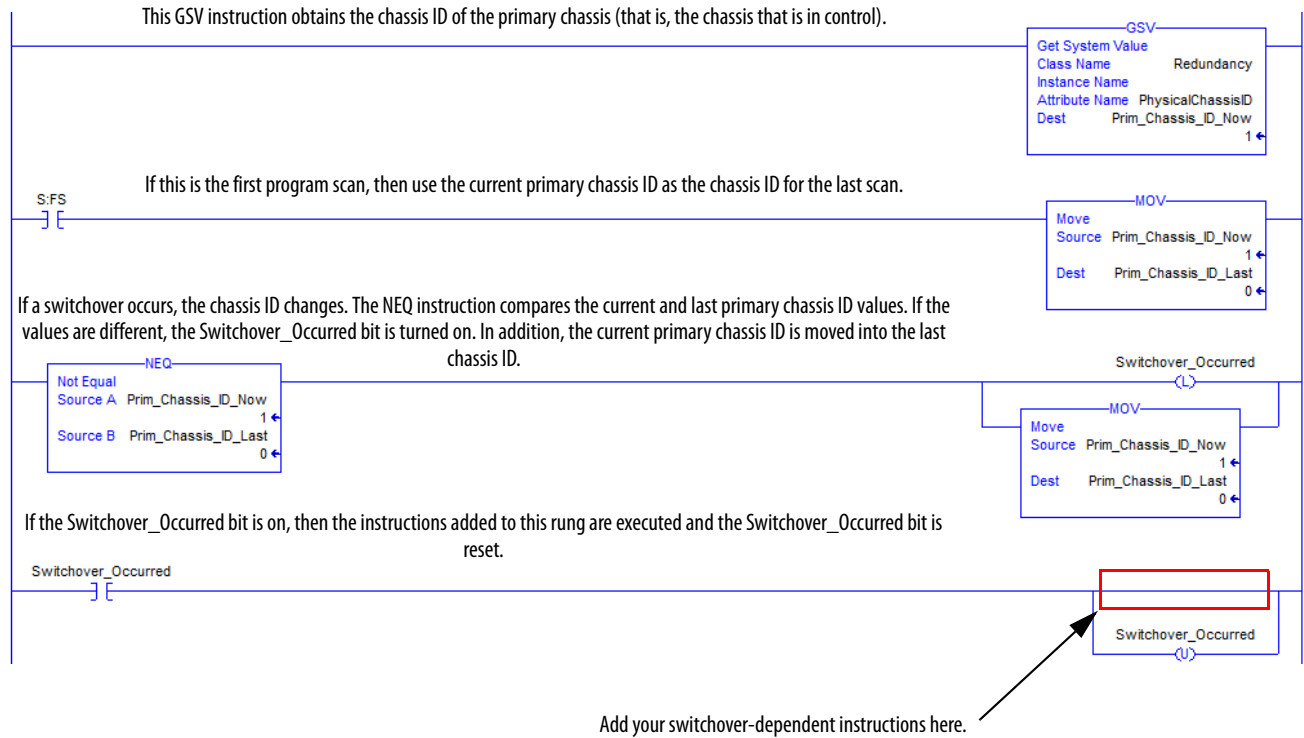 This GSV instruction obtains the chassis ID of the primary chassis (that is, the chassis that is in control).
GSV
Get System Value
Class Name Redundancy
Instance Name
Attribute Name PhysicalChassisID
Dest Prim_Chassis_ID_Now
1
If this is the first program scan, then use the current primary chassis ID as the chassis ID for the last scan.
S:FS
MOV
Move
Source Prim_Chassis_ID_Now
1
Dest Prim_Chassis_ID_Last
0
If a switchover occurs, the chassis ID changes. The NEQ instruction compares the current and last primary chassis ID values. If the
values are different, the Switchover_Occurred bit is turned on. In addition, the current primary chassis ID is moved into the last
chassis ID.
NEQ
Not Equal
Source A Prim_Chassis_ID_Now
1
Source B Prim_Chassis_ID_Last
0
Switchover_Occurred
L
MOV
Move
Source Prim_Chassis_ID_Now
1
Dest Prim_Chassis_ID_Last
0
If the Switchover_Occurred bit is on, then the instructions added to this rung are executed and the Switchover_Occurred bit is
reset.
Switchover_Occurred
Switchover_Occurred
U
Add your switchover-dependent instructions here.